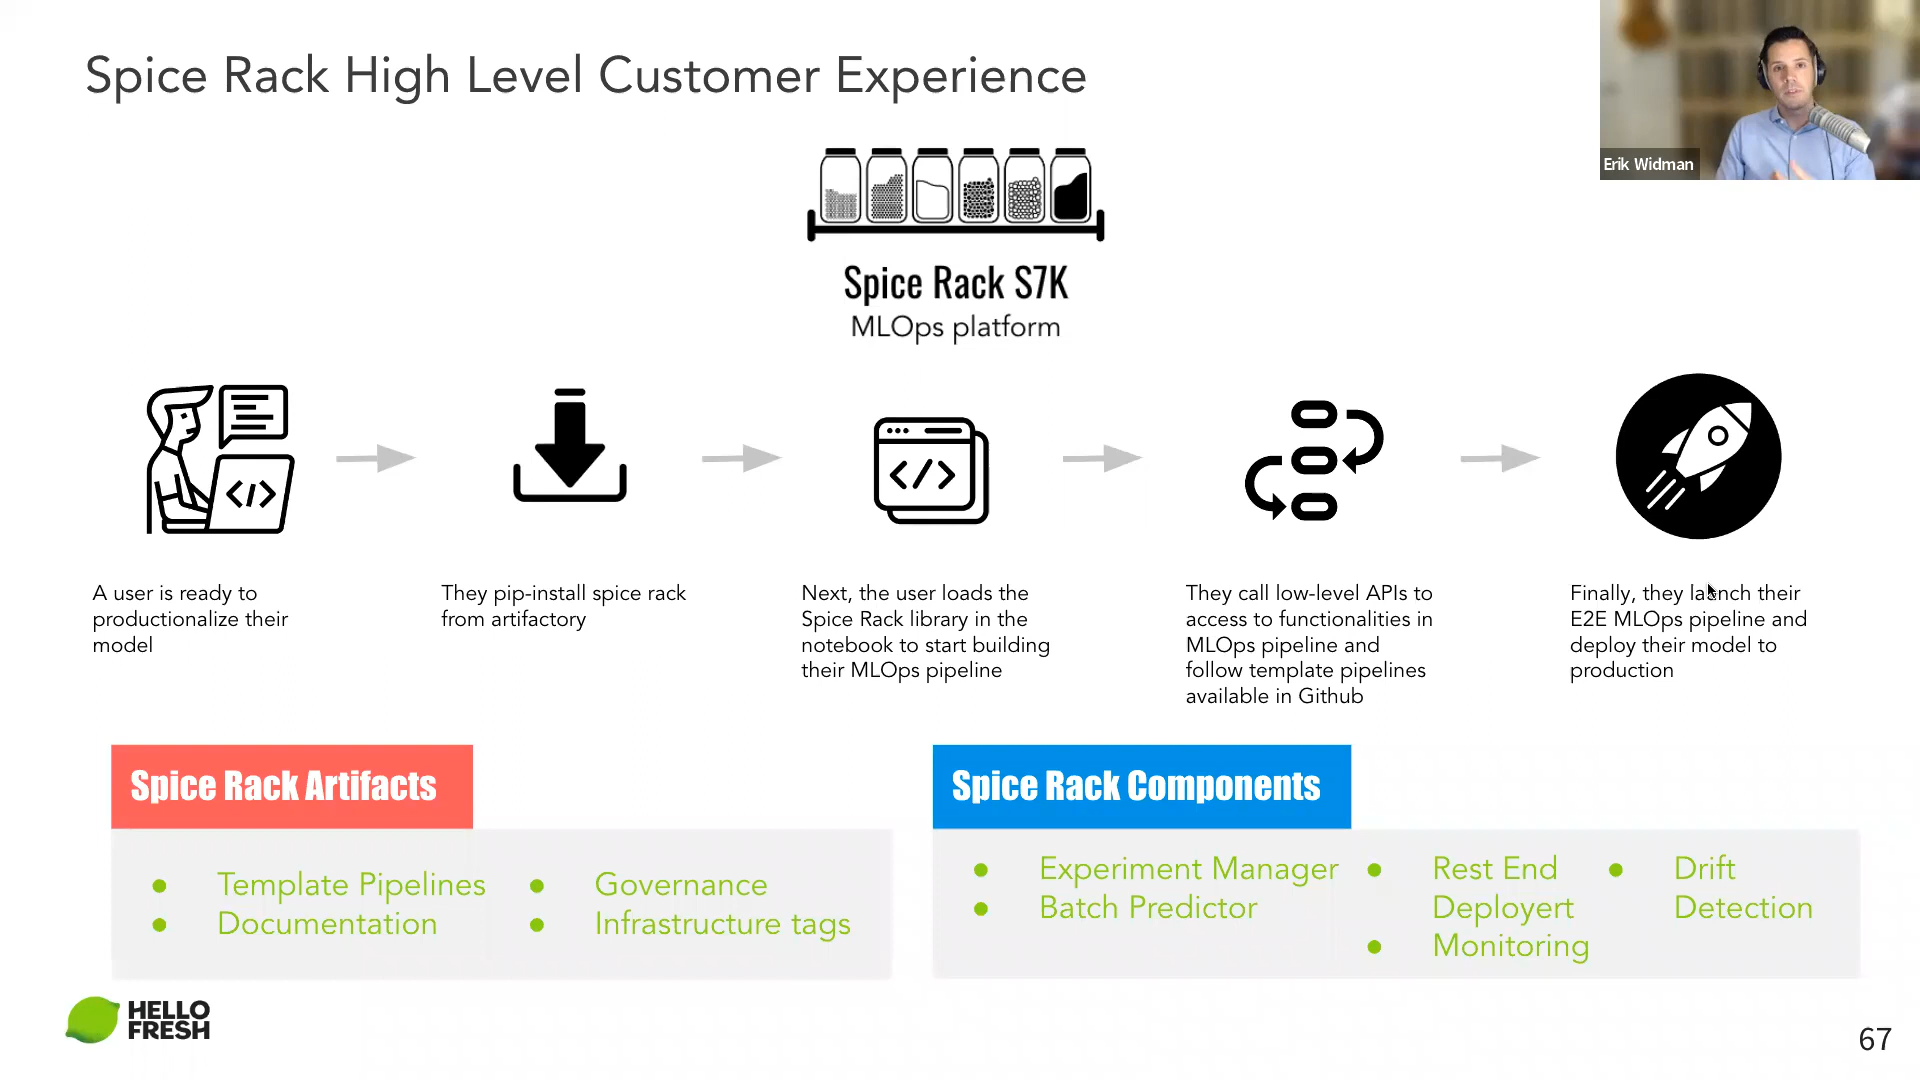 Spice Rack High Level Customer Experience
Erik Widman
Spice Rack S7K
MLOps platform
A user is ready to
productionalize their
model
They pip-install spice rack
from artifactory
Next, the user loads the
Spice Rack library in the
notebook to start building
their MLOps pipeline
They call low-level APIs to
access to functionalities in
MLOps pipeline and
follow template pipelines
available in Github
Finally, they launch their
E2E MLOps pipeline and
deploy their model to
production
Spice Rack Artifacts
● Template Pipelines
● Documentation
● Governance
● Infrastructure tags
Spice Rack Components
● Experiment Manager
● Batch Predictor
● Rest End
Deployert
● Monitoring
● Drift
Detection
HELLO
FRESH
67